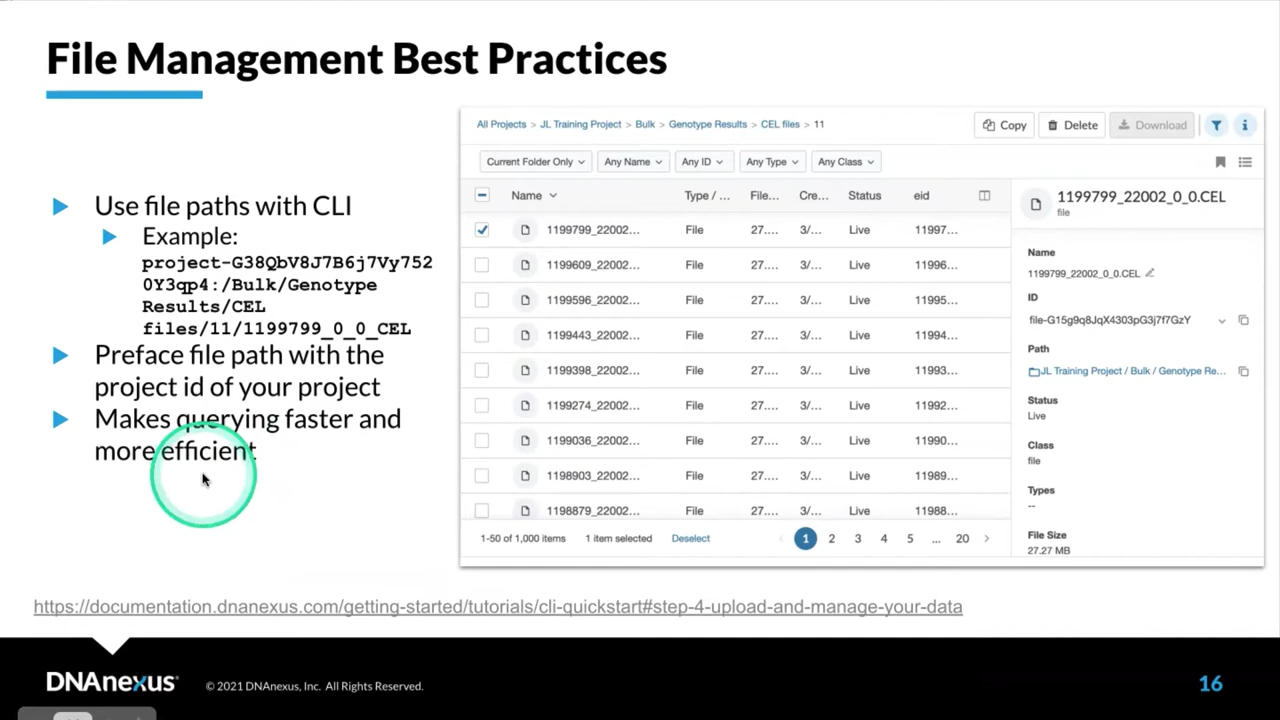 File Management Best Practices
Use file paths with CLI
Example:
project-G38QbV8J7B6j7Vy752
0Y3qp4:/Bulk/Genotype
Results/CEL
files/11/1199799_0_0_CEL
Preface file path with the
project id of your project
Makes querying faster and
more efficient
All Projects > JL Training Project > Bulk > Genotype Results > CEL files > 11
Copy Delete Download
Current Folder Only Any Name Any ID Any Type Any Class
Name Type / ... File... Cre... Status eid
1199799_22002... File 27.... 3/... Live 11997...
1199609_22002... File 27.... 3/... Live 11996...
1199596_22002... File 27.... 3/... Live 11995...
1199443_22002... File 27.... 3/... Live 11994...
1199398_22002... File 27.... 3/... Live 11993...
1199274_22002... File 27.... 3/... Live 11992...
1199036_22002... File 27.... 3/... Live 11990...
1198903_22002... File 27.... 3/... Live 11989...
1198879_22002... File 27.... 3/... Live 11988...
1-50 of 1,000 items 1 item selected Deselect 1 2 3 4 5 ... 20 >
1199799_22002_0_0.CEL
file
Name
1199799_22002_0_0.CEL
ID
file-G15g9q8JqX4303pG3j7f7GzY
Path
JL Training Project / Bulk / Genotype Re...
Status
Live
Class
file
Types
--
File Size
27.27 MB
https://documentation.dnanexus.com/getting-started/tutorials/cli-quickstart#step-4-upload-and-manage-your-data
DNAnexus
© 2021 DNAnexus, Inc. All Rights Reserved.
16